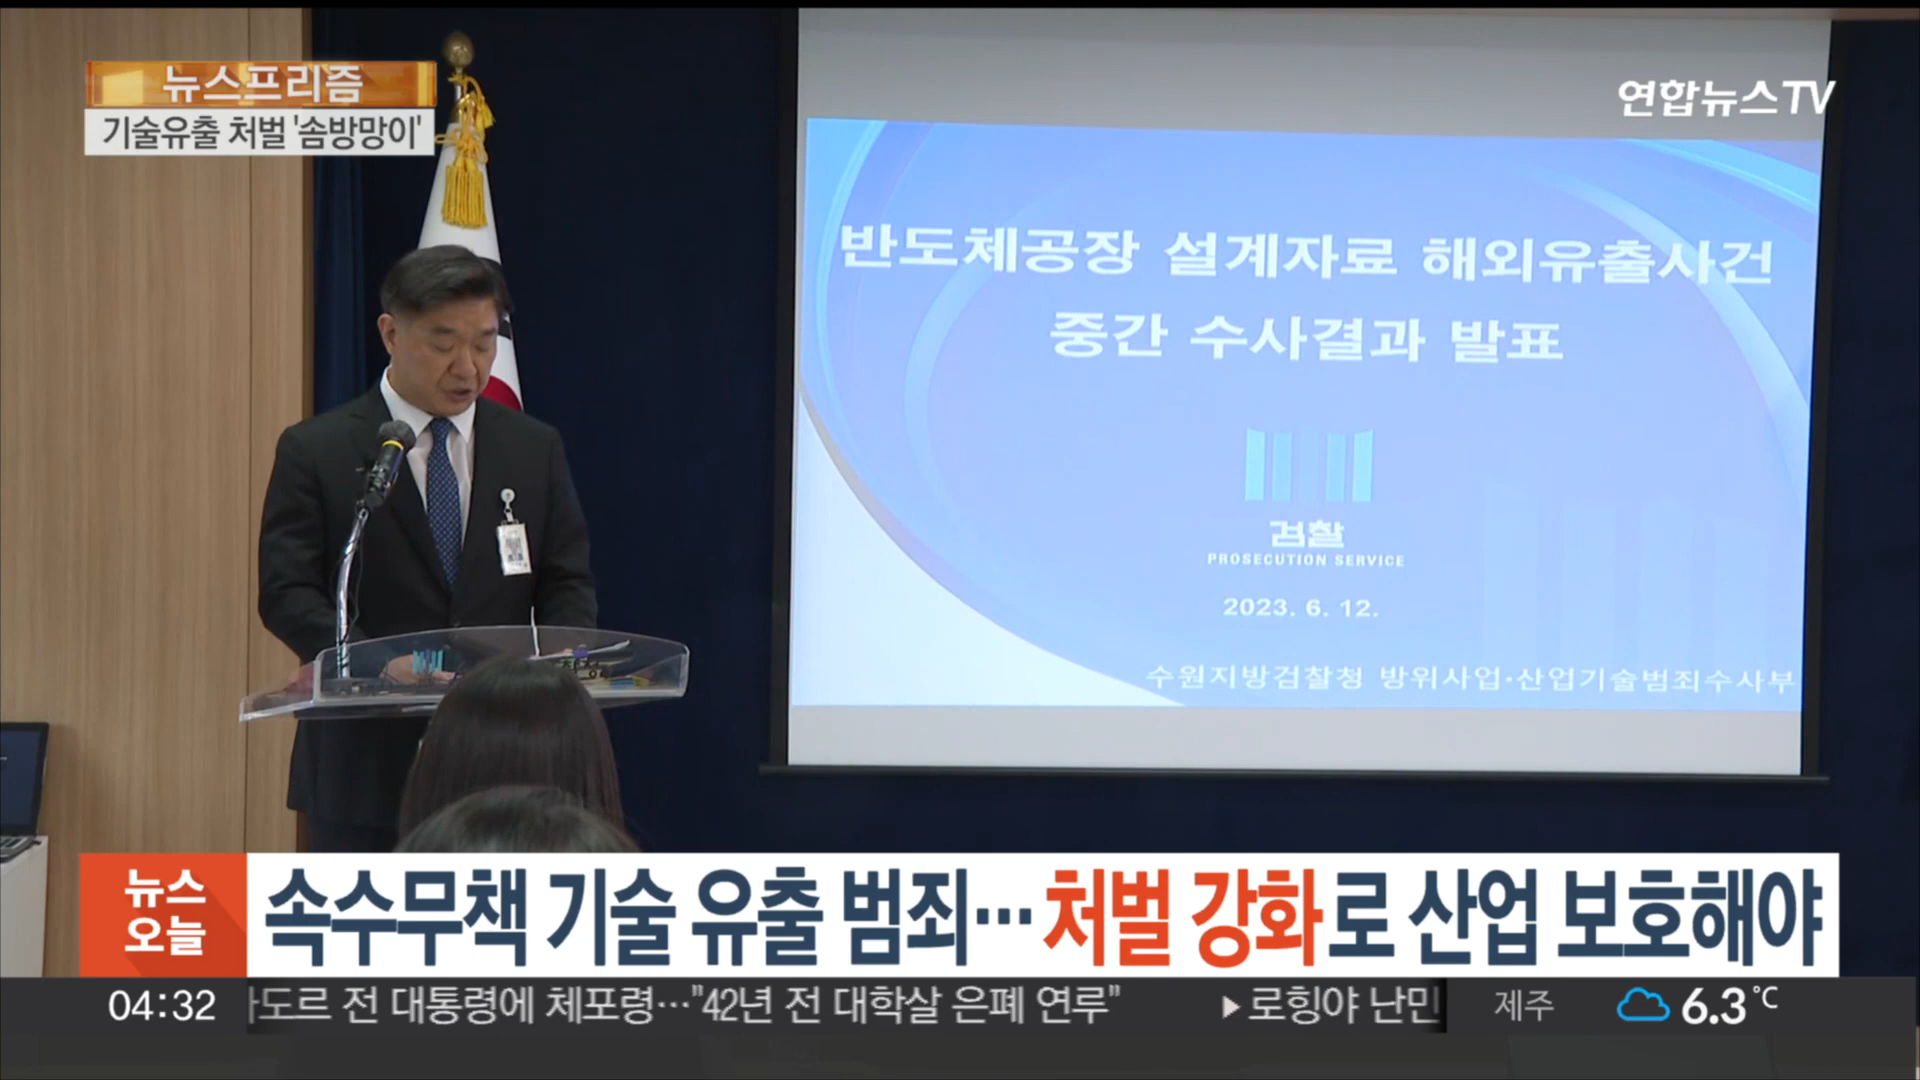 뉴스프리즘
기술유출 처벌 '솜방망이'
연합뉴스TV
반도체공장 설계자료 해외유출사건
중간 수사결과 발표
검찰
PROSECUTION SERVICE
2023. 6. 12.
수원지방검찰청 방위사업·산업기술범죄수사부
뉴스
오늘
속수무책 기술 유출 범죄…처벌 강화로 산업 보호해야
04:32
도르 전 대통령에 체포령…"42년 전 대학살 은폐 연루" ▶로힝야 난민
제주 6.3℃